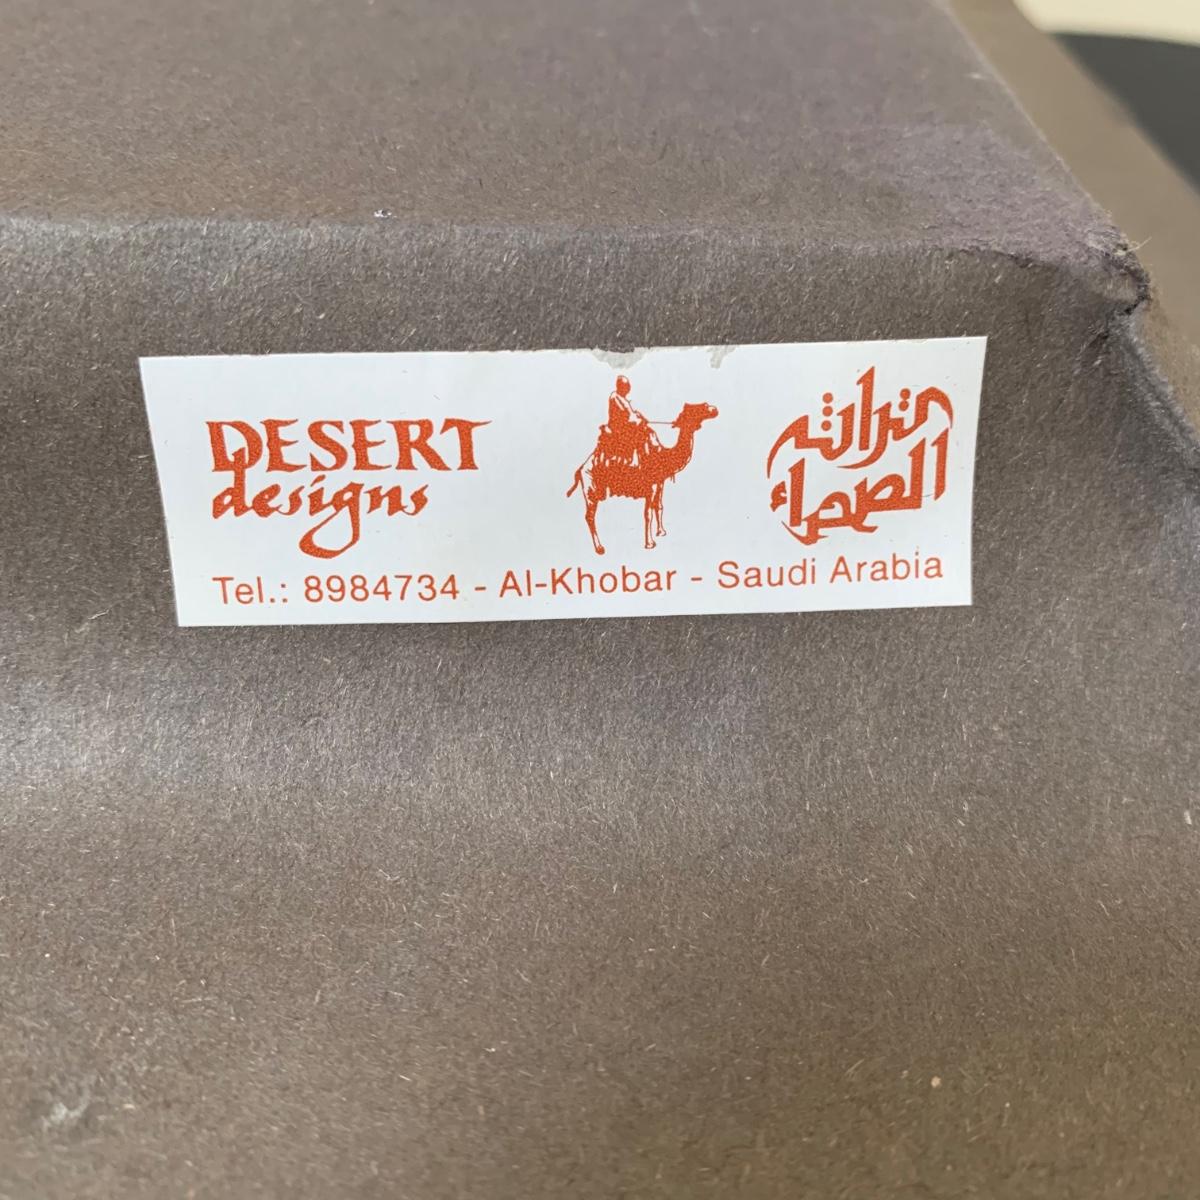 DESERT
designs
تراث
الصحراء
Tel.: 8984734 - Al-Khobar - Saudi Arabia